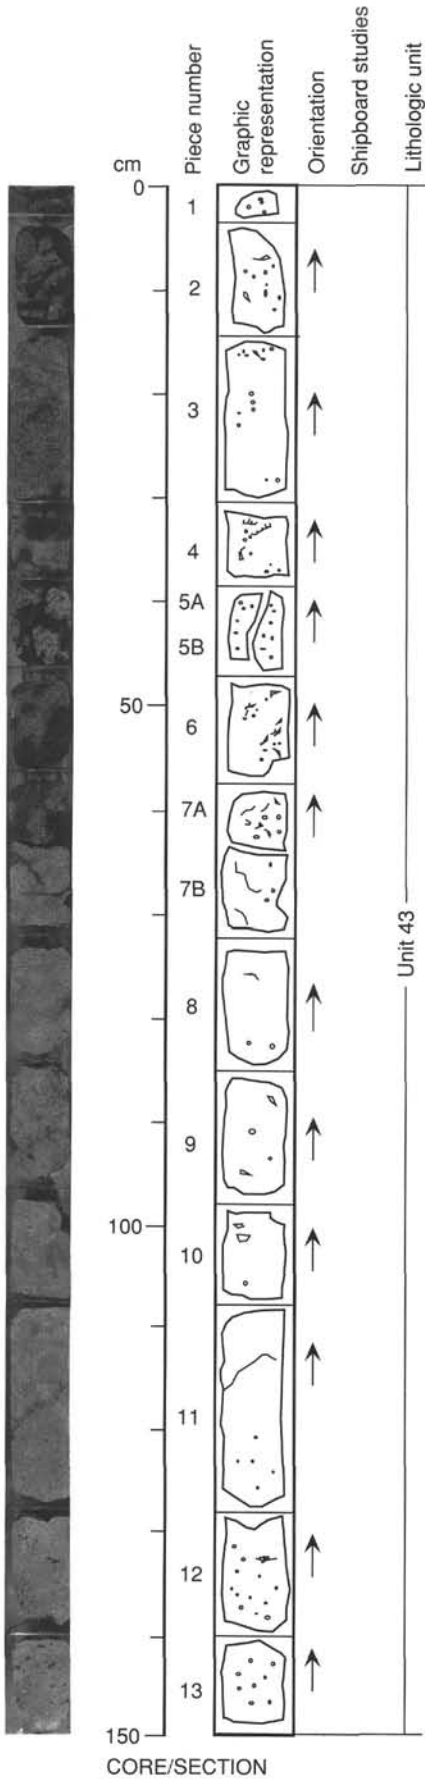 Piece number
Graphic
representation
Orientation
Shipboard studies
Lithologic unit
cm
0
1
2
3
4
5A
5B
50
6
7A
7B
8
Unit 43
9
100
10
11
12
13
150
CORE/SECTION